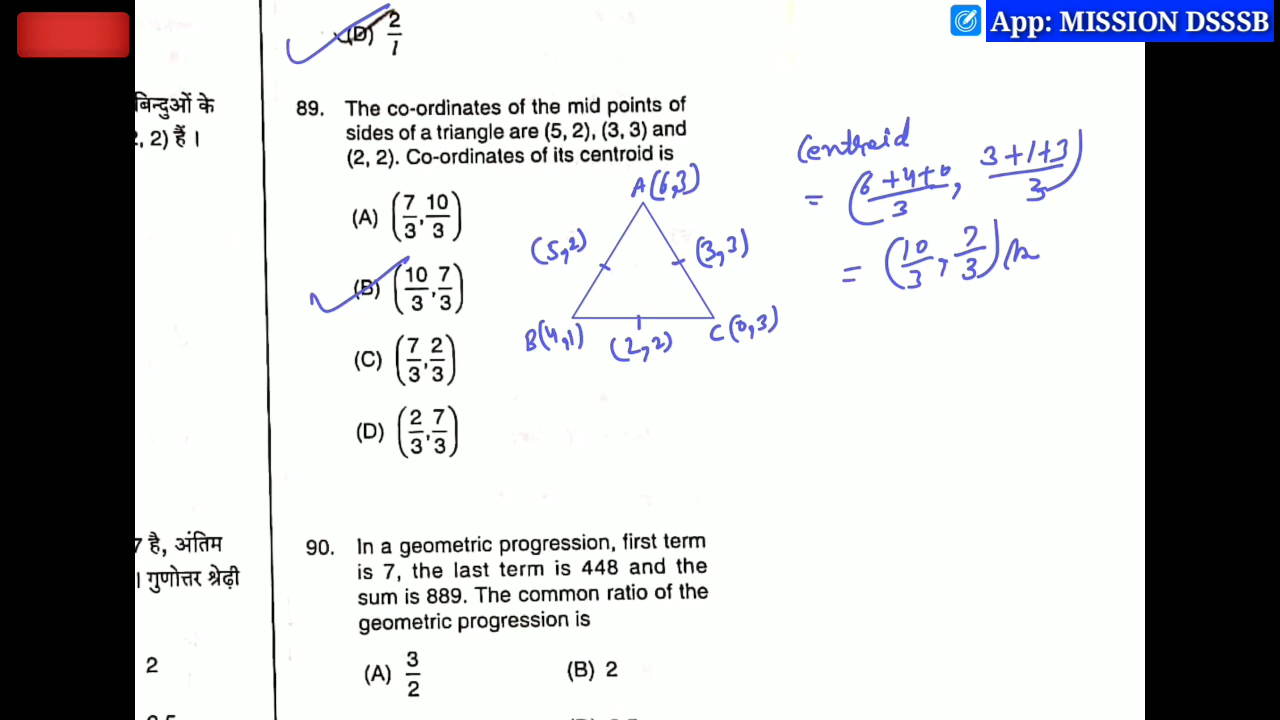 App: MISSION DSSSB
(D) 2/1
बिन्दुओं के
, 2) हैं ।
89. The co-ordinates of the mid points of
sides of a triangle are (5, 2), (3, 3) and
(2, 2). Co-ordinates of its centroid is
(A) (7/3, 10/3)
(B) (10/3, 7/3)
(C) (7/3, 2/3)
(D) (2/3, 7/3)
A(6,3)
(5,2)
(3,3)
B(4,1)
(2,2)
C(0,3)
Centroid
= (6+4+0/3, 3+1+3/3)
= (10/3, 7/3)
7 है, अंतिम
। गुणोत्तर श्रेढ़ी
2
90. In a geometric progression, first term
is 7, the last term is 448 and the
sum is 889. The common ratio of the
geometric progression is
(A) 3/2
(B) 2